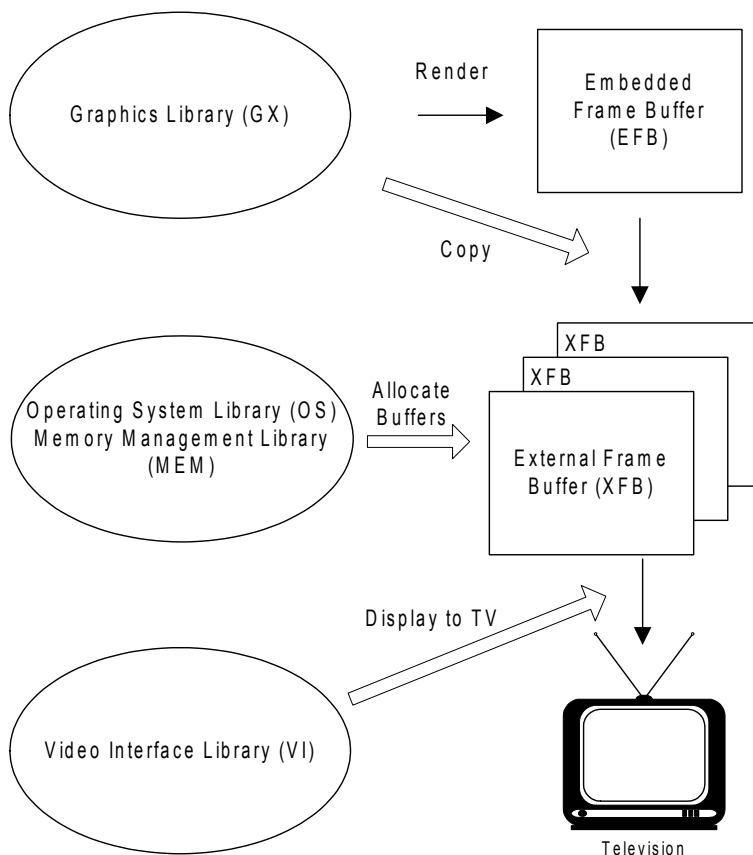 Graphics Library (GX)
Render
Embedded
Frame Buffer
(EFB)
Copy
XFB
XFB
Operating System Library (OS)
Memory Management Library
(MEM)
Allocate
Buffers
External Frame
Buffer (XFB)
Display to TV
Video Interface Library (VI)
Television